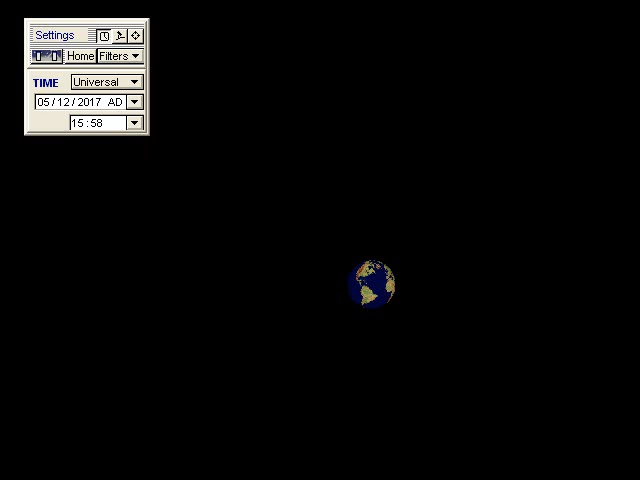 Settings
Home Filters
TIME Universal
05 / 12 / 2017 AD
15 : 58